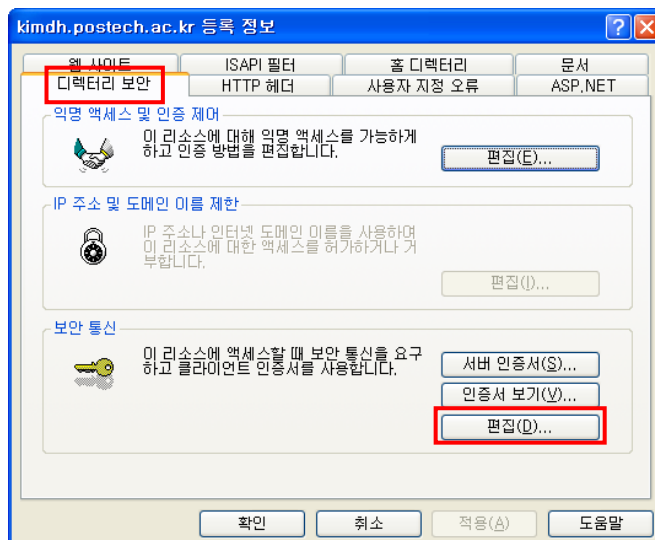 kimdh.postech.ac.kr 등록 정보
웹 사이트 ISAPI 필터 홈 디렉터리 문서
디렉터리 보안 HTTP 헤더 사용자 지정 오류 ASP.NET
익명 액세스 및 인증 제어
이 리소스에 대해 익명 액세스를 가능하게
하고 인증 방법을 편집합니다.
편집(E)...
IP 주소 및 도메인 이름 제한
IP 주소나 인터넷 도메인 이름을 사용하여
이 리소스에 대한 액세스를 허가하거나 거
부합니다.
편집(I)...
보안 통신
이 리소스에 액세스할 때 보안 통신을 요구
하고 클라이언트 인증서를 사용합니다.
서버 인증서(S)...
인증서 보기(V)...
편집(D)...
확인 취소 적용(A) 도움말